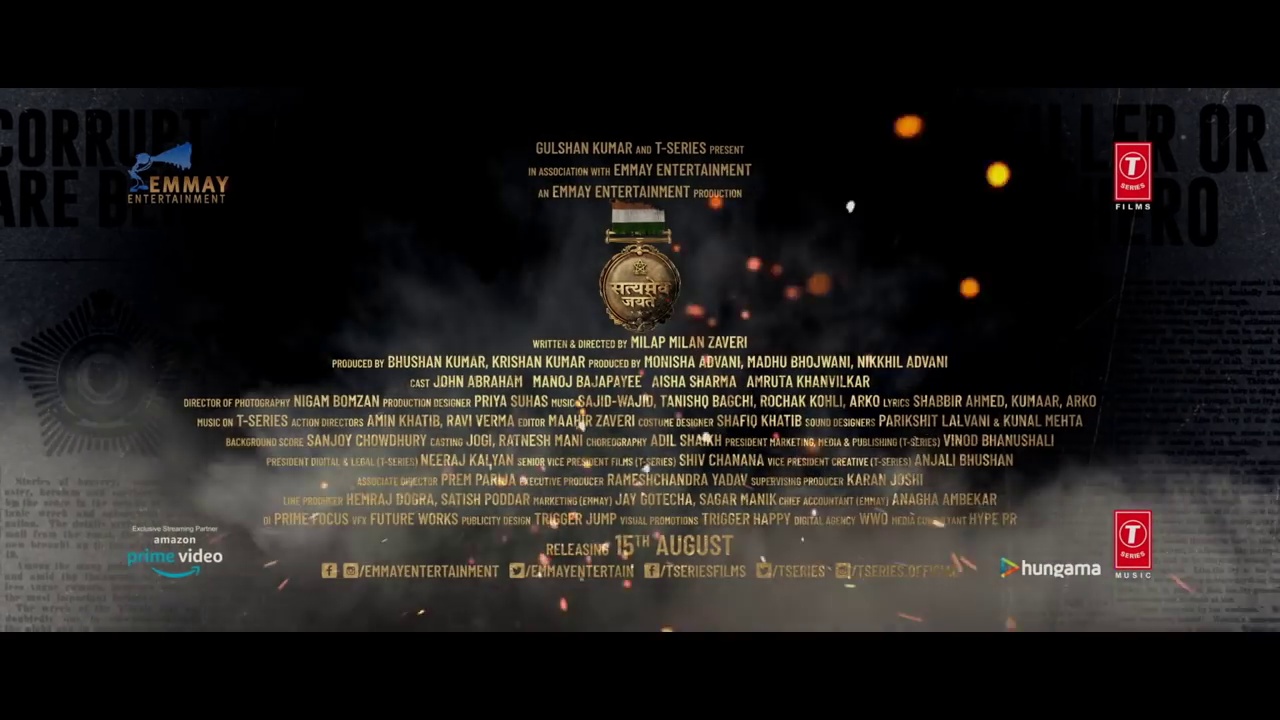 CORRUPT
ARE BE
EMMAY
ENTERTAINMENT
GULSHAN KUMAR AND T-SERIES PRESENT
IN ASSOCIATION WITH EMMAY ENTERTAINMENT
AN EMMAY ENTERTAINMENT PRODUCTION
LLER OR
ERO
T
SERIES
FILMS
सत्यमेव
जयते
WRITTEN & DIRECTED BY MILAP MILAN ZAVERI
PRODUCED BY BHUSHAN KUMAR, KRISHAN KUMAR PRODUCED BY MONISHA ADVANI, MADHU BHOJWANI, NIKKHIL ADVANI
CAST JOHN ABRAHAM MANOJ BAJAPAYEE AISHA SHARMA AMRUTA KHANVILKAR
DIRECTOR OF PHOTOGRAPHY NIGAM BOMZAN PRODUCTION DESIGNER PRIYA SUHAS MUSIC SAJID-WAJID, TANISHQ BAGCHI, ROCHAK KOHLI, ARKO LYRICS SHABBIR AHMED, KUMAAR, ARKO
MUSIC ON T-SERIES ACTION DIRECTORS AMIN KHATIB, RAVI VERMA EDITOR MAAHIR ZAVERI COSTUME DESIGNER SHAFIQ KHATIB SOUND DESIGNERS PARIKSHIT LALVANI & KUNAL MEHTA
BACKGROUND SCORE SANJOY CHOWDHURY CASTING JOGI, RATNESH MANI CHOREOGRAPHY ADIL SHAIKH PRESIDENT MARKETING, MEDIA & PUBLISHING (T-SERIES) VINOD BHANUSHALI
PRESIDENT DIGITAL & LEGAL (T-SERIES) NEERAJ KALYAN SENIOR VICE PRESIDENT FILMS (T-SERIES) SHIV CHANANA VICE PRESIDENT CREATIVE (T-SERIES) ANJALI BHUSHAN
ASSOCIATE DIRECTOR PREM PARIJA EXECUTIVE PRODUCER RAMESHCHANDRA YADAV SUPERVISING PRODUCER KARAN JOSHI
LINE PRODUCER HEMRAJ DOGRA, SATISH PODDAR MARKETING (EMMAY) JAY GOTECHA, SAGAR MANIK CHIEF ACCOUNTANT (EMMAY) ANAGHA AMBEKAR
DI PRIME FOCUS VFX FUTURE WORKS PUBLICITY DESIGN TRIGGER JUMP VISUAL PROMOTIONS TRIGGER HAPPY DIGITAL AGENCY WWO MEDIA CONSULTANT HYPE PR
RELEASING 15TH AUGUST
/EMMAYENTERTAINMENT /EMMAYENTERTAIN /TSERIESFILMS /TSERIES /TSERIES.OFFICIAL
Exclusive Streaming Partner
amazon
prime video
hungama
T
SERIES
MUSIC